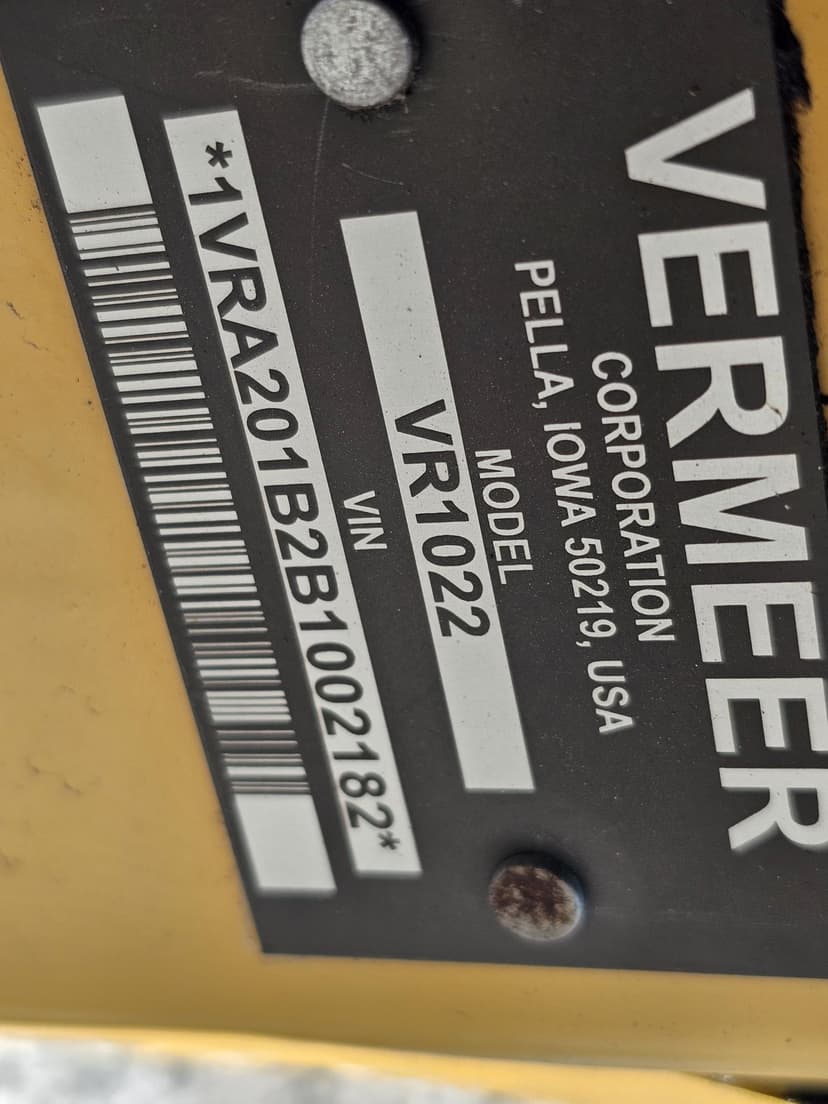 VERMEER
CORPORATION
PELLA, IOWA 50219, USA
MODEL
VR1022
VIN
*1VRA201B2B1002182*